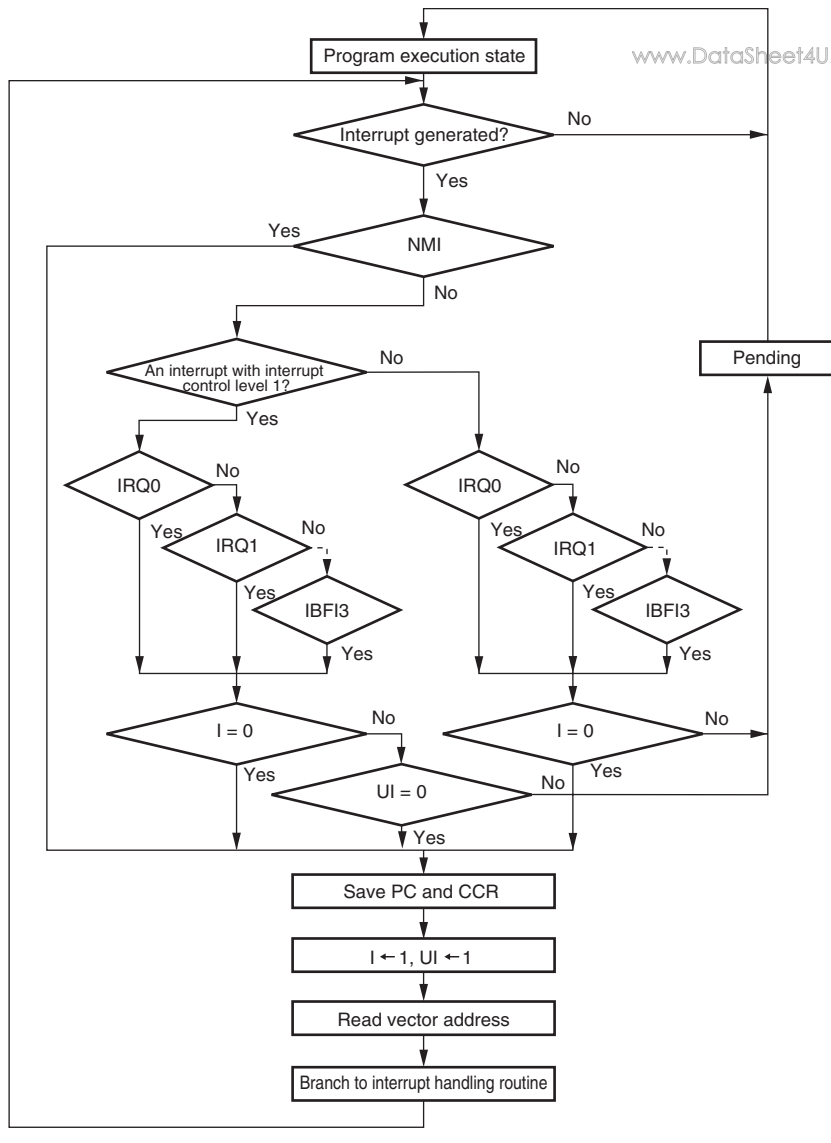 Program execution state
www.DataSheet4U
Interrupt generated?
No
Yes
Yes
NMI
No
Pending
An interrupt with interrupt
control level 1?
No
Yes
IRQ0
No
IRQ0
No
Yes
IRQ1
No
Yes
IRQ1
No
Yes
IBFI3
Yes
IBFI3
Yes
Yes
I = 0
No
I = 0
No
Yes
UI = 0
No
Yes
Yes
Save PC and CCR
I ← 1, UI ← 1
Read vector address
Branch to interrupt handling routine